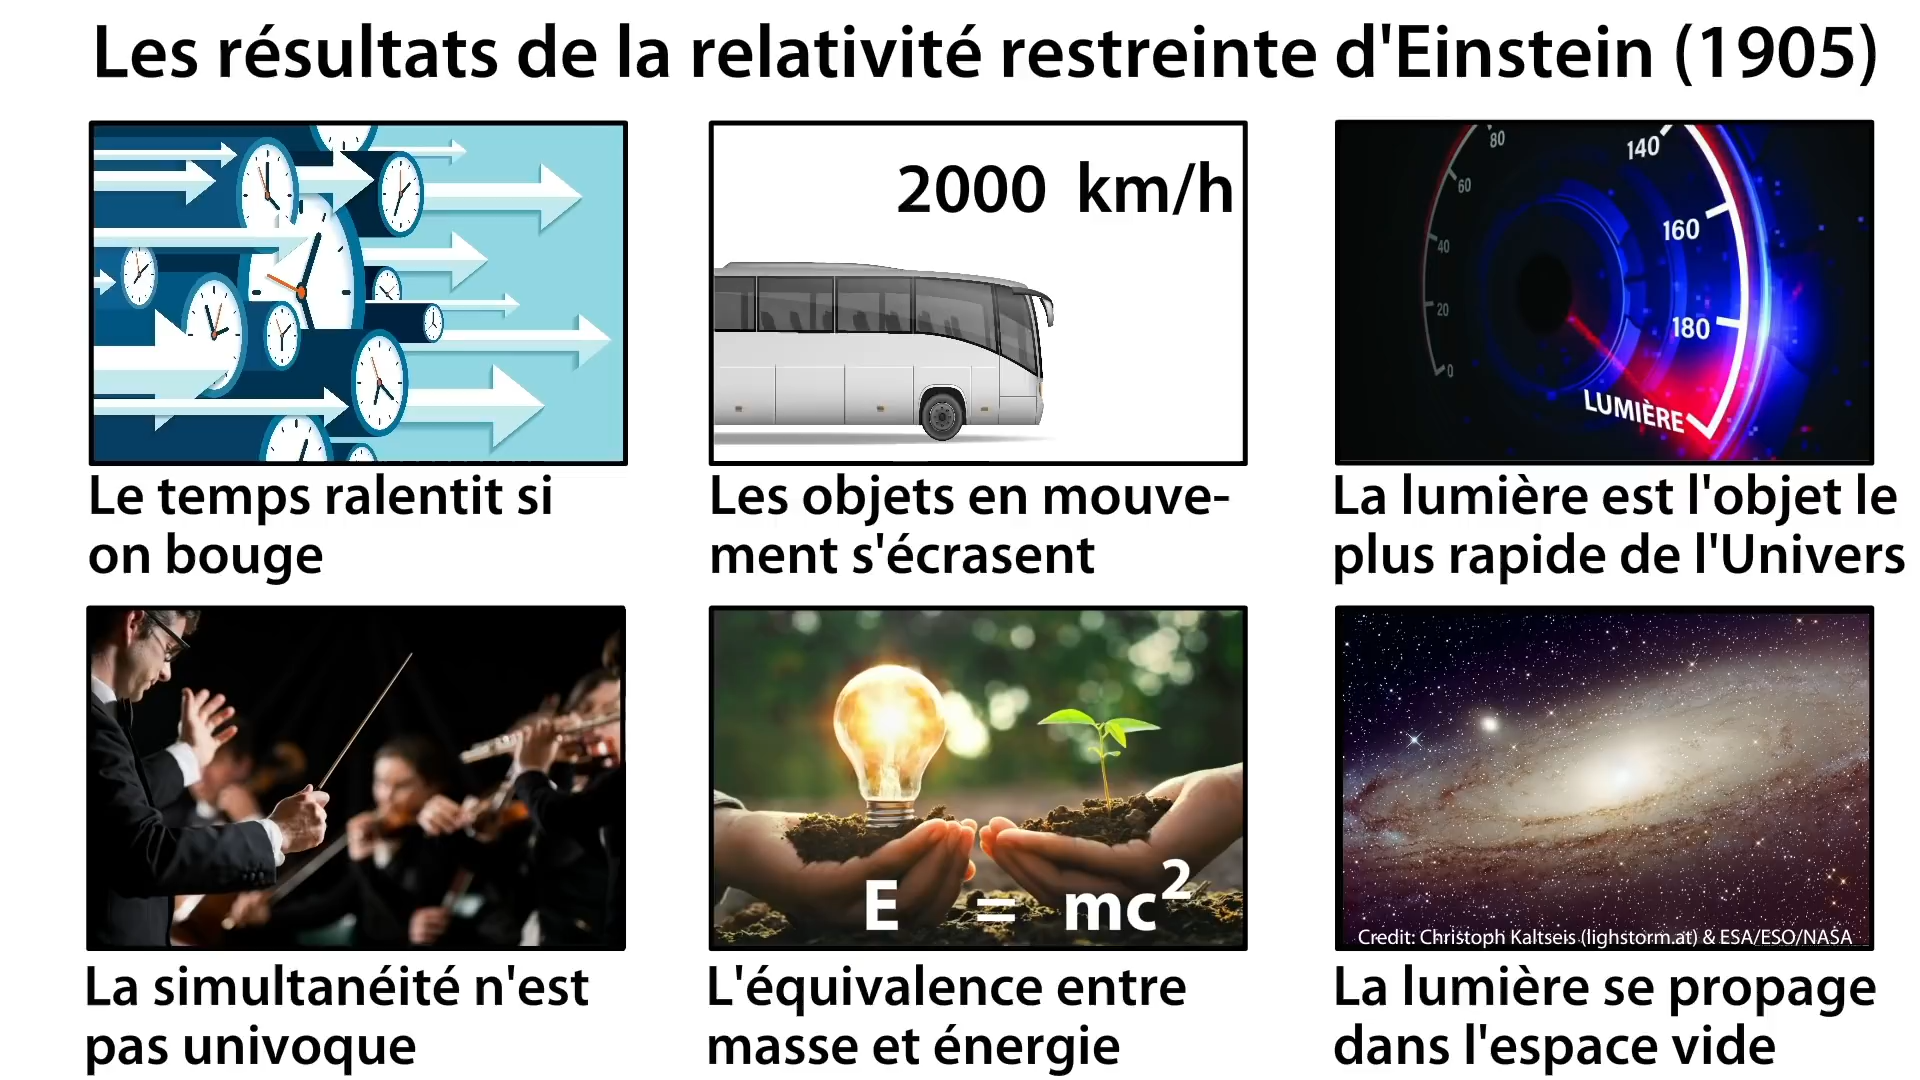 Les résultats de la relativité restreinte d'Einstein (1905)
2000 km/h
80
60
40
20
0
140
160
180
LUMIÈRE
Le temps ralentit si
on bouge
Les objets en mouve-
ment s'écrasent
La lumière est l'objet le
plus rapide de l'Univers
E = mc²
Credit: Christoph Kaltseis (lighstorm.at) & ESA/ESO/NASA
La simultanéité n'est
pas univoque
L'équivalence entre
masse et énergie
La lumière se propage
dans l'espace vide